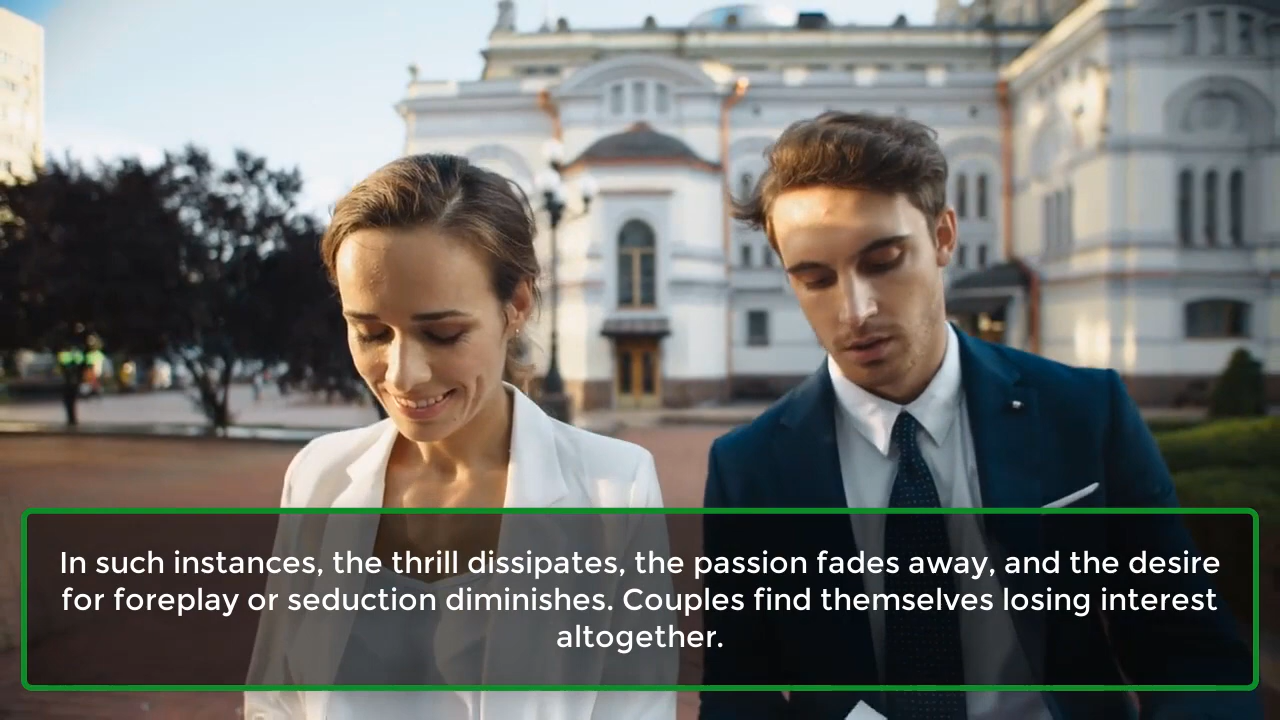 In such instances, the thrill dissipates, the passion fades away, and the desire
for foreplay or seduction diminishes. Couples find themselves losing interest
altogether.